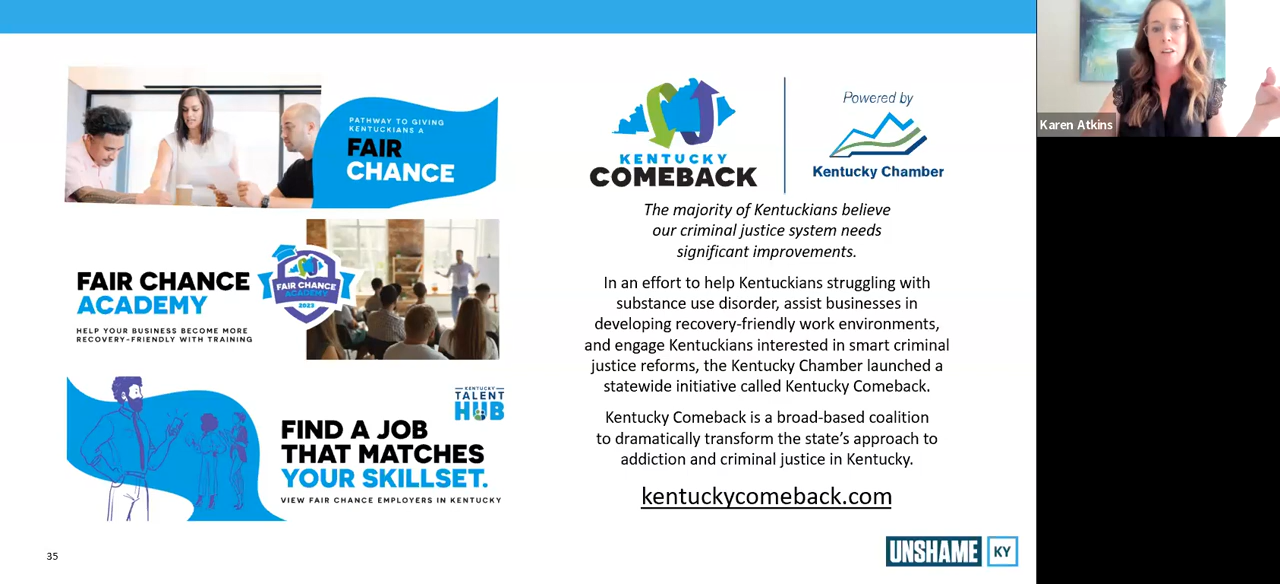 PATHWAY TO GIVING
KENTUCKIANS A
FAIR
CHANCE
FAIR CHANCE
ACADEMY
HELP YOUR BUSINESS BECOME MORE
RECOVERY-FRIENDLY WITH TRAINING
FAIR CHANCE
ACADEMY
2023
KENTUCKY
TALENT
HUB
FIND A JOB
THAT MATCHES
YOUR SKILLSET.
VIEW FAIR CHANCE EMPLOYERS IN KENTUCKY
35
KENTUCKY
COMEBACK
Powered by
Kentucky Chamber
The majority of Kentuckians believe
our criminal justice system needs
significant improvements.
In an effort to help Kentuckians struggling with
substance use disorder, assist businesses in
developing recovery-friendly work environments,
and engage Kentuckians interested in smart criminal
justice reforms, the Kentucky Chamber launched a
statewide initiative called Kentucky Comeback.
Kentucky Comeback is a broad-based coalition
to dramatically transform the state's approach to
addiction and criminal justice in Kentucky.
kentuckycomeback.com
UNSHAME KY
Karen Atkins